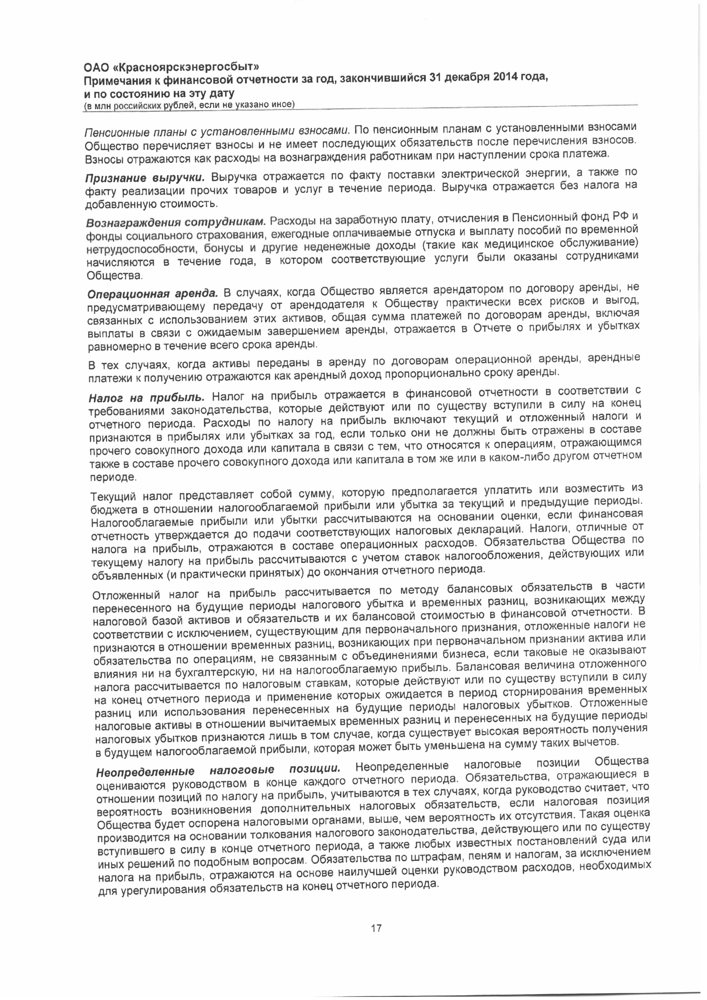 ОАО «Красноярскэнергосбыт»
Примечания к финансовой отчетности за год, закончившийся 31 декабря 2014 года,
и по состоянию на эту дату
(в млн российских рублей, если не указано иное)
Пенсионные планы с установленными взносами. По пенсионным планам с установленными взносами
Общество перечисляет взносы и не имеет последующих обязательств после перечисления взносов.
Взносы отражаются как расходы на вознаграждения работникам при наступлении срока платежа.
Признание выручки. Выручка отражается по факту поставки электрической энергии, а также по
факту реализации прочих товаров и услуг в течение периода. Выручка отражается без налога на
добавленную стоимость.
Вознаграждения сотрудникам. Расходы на заработную плату, отчисления в Пенсионный фонд РФ и
фонды социального страхования, ежегодные оплачиваемые отпуска и выплату пособий по временной
нетрудоспособности, бонусы и другие неденежные доходы (такие как медицинское обслуживание)
начисляются в течение года, в котором соответствующие услуги были оказаны сотрудниками
Общества.
Операционная аренда. В случаях, когда Общество является арендатором по договору аренды, не
предусматривающему передачу от арендодателя к Обществу практически всех рисков и выгод,
связанных с использованием этих активов, общая сумма платежей по договорам аренды, включая
выплаты в связи с ожидаемым завершением аренды, отражается в Отчете о прибылях и убытках
равномерно в течение всего срока аренды.
В тех случаях, когда активы переданы в аренду по договорам операционной аренды, арендные
платежи к получению отражаются как арендный доход пропорционально сроку аренды.
Налог на прибыль. Налог на прибыль отражается в финансовой отчетности в соответствии с
требованиями законодательства, которые действуют или по существу вступили в силу на конец
отчетного периода. Расходы по налогу на прибыль включают текущий и отложенный налоги и
признаются в прибылях или убытках за год, если только они не должны быть отражены в составе
прочего совокупного дохода или капитала в связи с тем, что относятся к операциям, отражающимся
также в составе прочего совокупного дохода или капитала в том же или в каком-либо другом отчетном
периоде.
Текущий налог представляет собой сумму, которую предполагается уплатить или возместить из
бюджета в отношении налогооблагаемой прибыли или убытка за текущий и предыдущие периоды.
Налогооблагаемые прибыли или убытки рассчитываются на основании оценки, если финансовая
отчетность утверждается до подачи соответствующих налоговых деклараций. Налоги, отличные от
налога на прибыль, отражаются в составе операционных расходов. Обязательства Общества по
текущему налогу на прибыль рассчитываются с учетом ставок налогообложения, действующих или
объявленных (и практически принятых) до окончания отчетного периода.
Отложенный налог на прибыль рассчитывается по методу балансовых обязательств в части
перенесенного на будущие периоды налогового убытка и временных разниц, возникающих между
налоговой базой активов и обязательств и их балансовой стоимостью в финансовой отчетности. В
соответствии с исключением, существующим для первоначального признания, отложенные налоги не
признаются в отношении временных разниц, возникающих при первоначальном признании актива или
обязательства по операциям, не связанным с объединениями бизнеса, если таковые не оказывают
влияния ни на бухгалтерскую, ни на налогооблагаемую прибыль. Балансовая величина отложенного
налога рассчитывается по налоговым ставкам, которые действуют или по существу вступили в силу
на конец отчетного периода и применение которых ожидается в период сторнирования временных
разниц или использования перенесенных на будущие периоды налоговых убытков. Отложенные
налоговые активы в отношении вычитаемых временных разниц и перенесенных на будущие периоды
налоговых убытков признаются лишь в том случае, когда существует высокая вероятность получения
в будущем налогооблагаемой прибыли, которая может быть уменьшена на сумму таких вычетов.
Неопределенные налоговые позиции. Неопределенные налоговые позиции Общества
оцениваются руководством в конце каждого отчетного периода. Обязательства, отражающиеся в
отношении позиций по налогу на прибыль, учитываются в тех случаях, когда руководство считает, что
вероятность возникновения дополнительных налоговых обязательств, если налоговая позиция
Общества будет оспорена налоговыми органами, выше, чем вероятность их отсутствия. Такая оценка
производится на основании толкования налогового законодательства, действующего или по существу
вступившего в силу в конце отчетного периода, а также любых известных постановлений суда или
иных решений по подобным вопросам. Обязательства по штрафам, пеням и налогам, за исключением
налога на прибыль, отражаются на основе наилучшей оценки руководством расходов, необходимых
для урегулирования обязательств на конец отчетного периода.
17